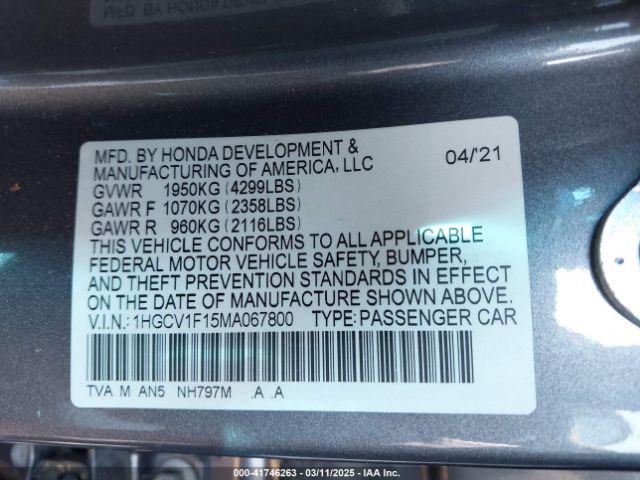 MFD. BY HONDA DEVELOPMENT &
MANUFACTURING OF AMERICA, LLC 04/'21
GVWR 1950KG (4299LBS)
GAWR F 1070KG (2358LBS)
GAWR R 960KG (2116LBS)
THIS VEHICLE CONFORMS TO ALL APPLICABLE
FEDERAL MOTOR VEHICLE SAFETY, BUMPER,
AND THEFT PREVENTION STANDARDS IN EFFECT
ON THE DATE OF MANUFACTURE SHOWN ABOVE.
V.I.N.: 1HGCV1F15MA067800 TYPE: PASSENGER CAR
TVA M AN5 NH797M .A .A
000-41746263 - 03/11/2025 - IAA Inc.